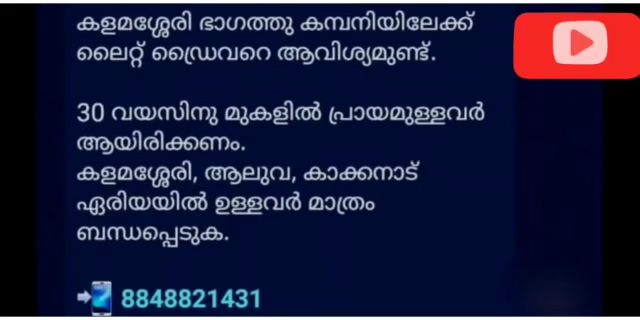 കളമശ്ശേരി ഭാഗത്തു കമ്പനിയിലേക്ക്
ലൈറ്റ് ഡ്രൈവറെ ആവിശ്യമുണ്ട്.
30 വയസിനു മുകളിൽ പ്രായമുള്ളവർ
ആയിരിക്കണം.
കളമശ്ശേരി, ആലുവ, കാക്കനാട്
ഏരിയയിൽ ഉള്ളവർ മാത്രം
ബന്ധപ്പെടുക.
8848821431